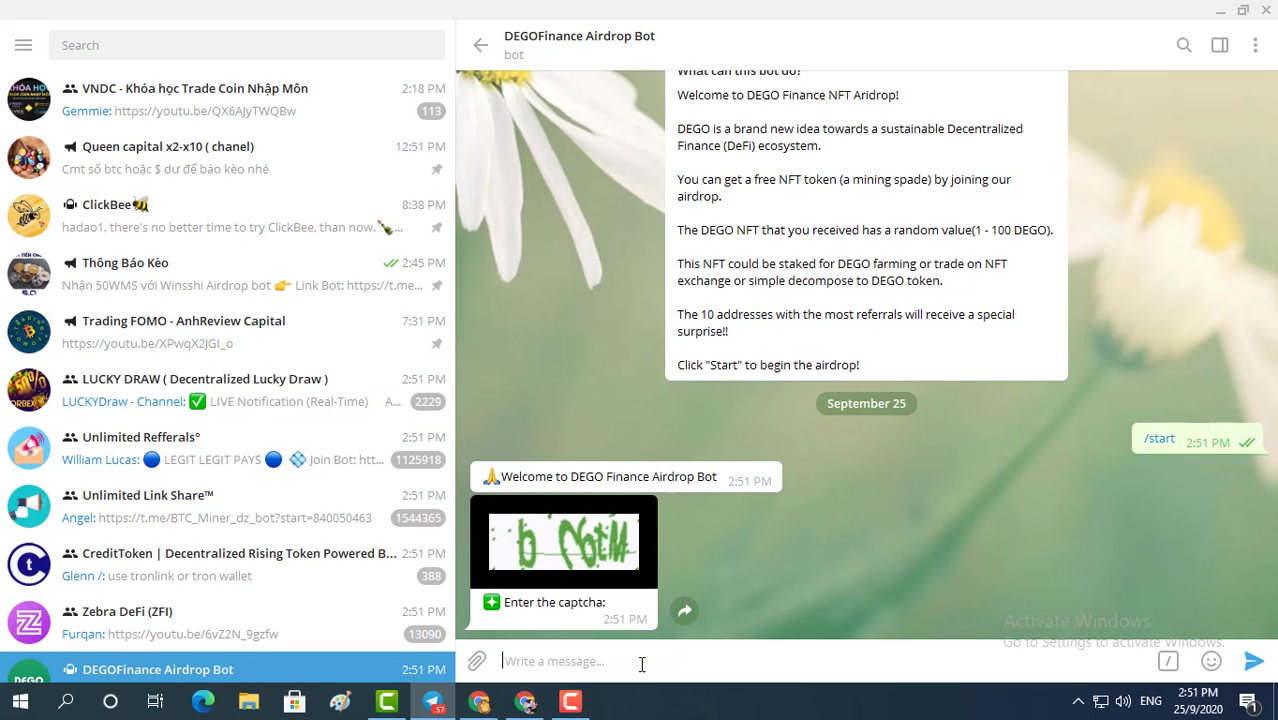 Search
VNDC - Khóa học Trade Coin Nhập Môn 2:18 PM
Gemmie: https://youtu.be/QX6AJyTWQBw 113
Queen capital x2-x10 ( chanel) 12:51 PM
Cmt số btc hoặc $ dư để báo kèo nhé
ClickBee🐝 8:38 PM
hadao1, there's no better time to try ClickBee, than now.🍾...
Thông Báo Kèo 2:45 PM
Nhận 50WMS với Winsshi Airdrop bot 👉 Link Bot: https://t.me...
Trading FOMO - AnhReview Capital 7:31 PM
https://youtu.be/XPwqX2JGI_o
LUCKY DRAW ( Decentralized Lucky Draw ) 2:51 PM
LUCKYDraw - Channel: ✅ LIVE Notification (Real-Time) A... 2229
Unlimited Refferals° 2:51 PM
William Lucas: 🔵 LEGIT LEGIT PAYS 🔵 💠 Join Bot: htt... 1125918
Unlimited Link Share™ 2:51 PM
Angel: https://t.me/BTC_Miner_dz_bot?start=840050463 1544365
CreditToken | Decentralized Rising Token Powered B... 2:51 PM
Glenn /: use tronlink or tron wallet 388
Zebra DeFi (ZFI) 2:51 PM
Furqan: https://youtu.be/6vZ2N_9gzfw 13090
DEGOFinance Airdrop Bot 2:51 PM
DEGOFinance Airdrop Bot
bot
What can this bot do?
Welcome to DEGO Finance NFT Aridrop!
DEGO is a brand new idea towards a sustainable Decentralized
Finance (DeFi) ecosystem.
You can get a free NFT token (a mining spade) by joining our
airdrop.
The DEGO NFT that you received has a random value(1 - 100 DEGO).
This NFT could be staked for DEGO farming or trade on NFT
exchange or simple decompose to DEGO token.
The 10 addresses with the most referrals will receive a special
surprise!!
Click "Start" to begin the airdrop!
September 25
/start 2:51 PM
🙏Welcome to DEGO Finance Airdrop Bot 2:51 PM
Enter the captcha:
2:51 PM
Write a message...
Activate Windows
Go to Settings to activate Windows.
57
ENG
2:51 PM
25/9/2020
1